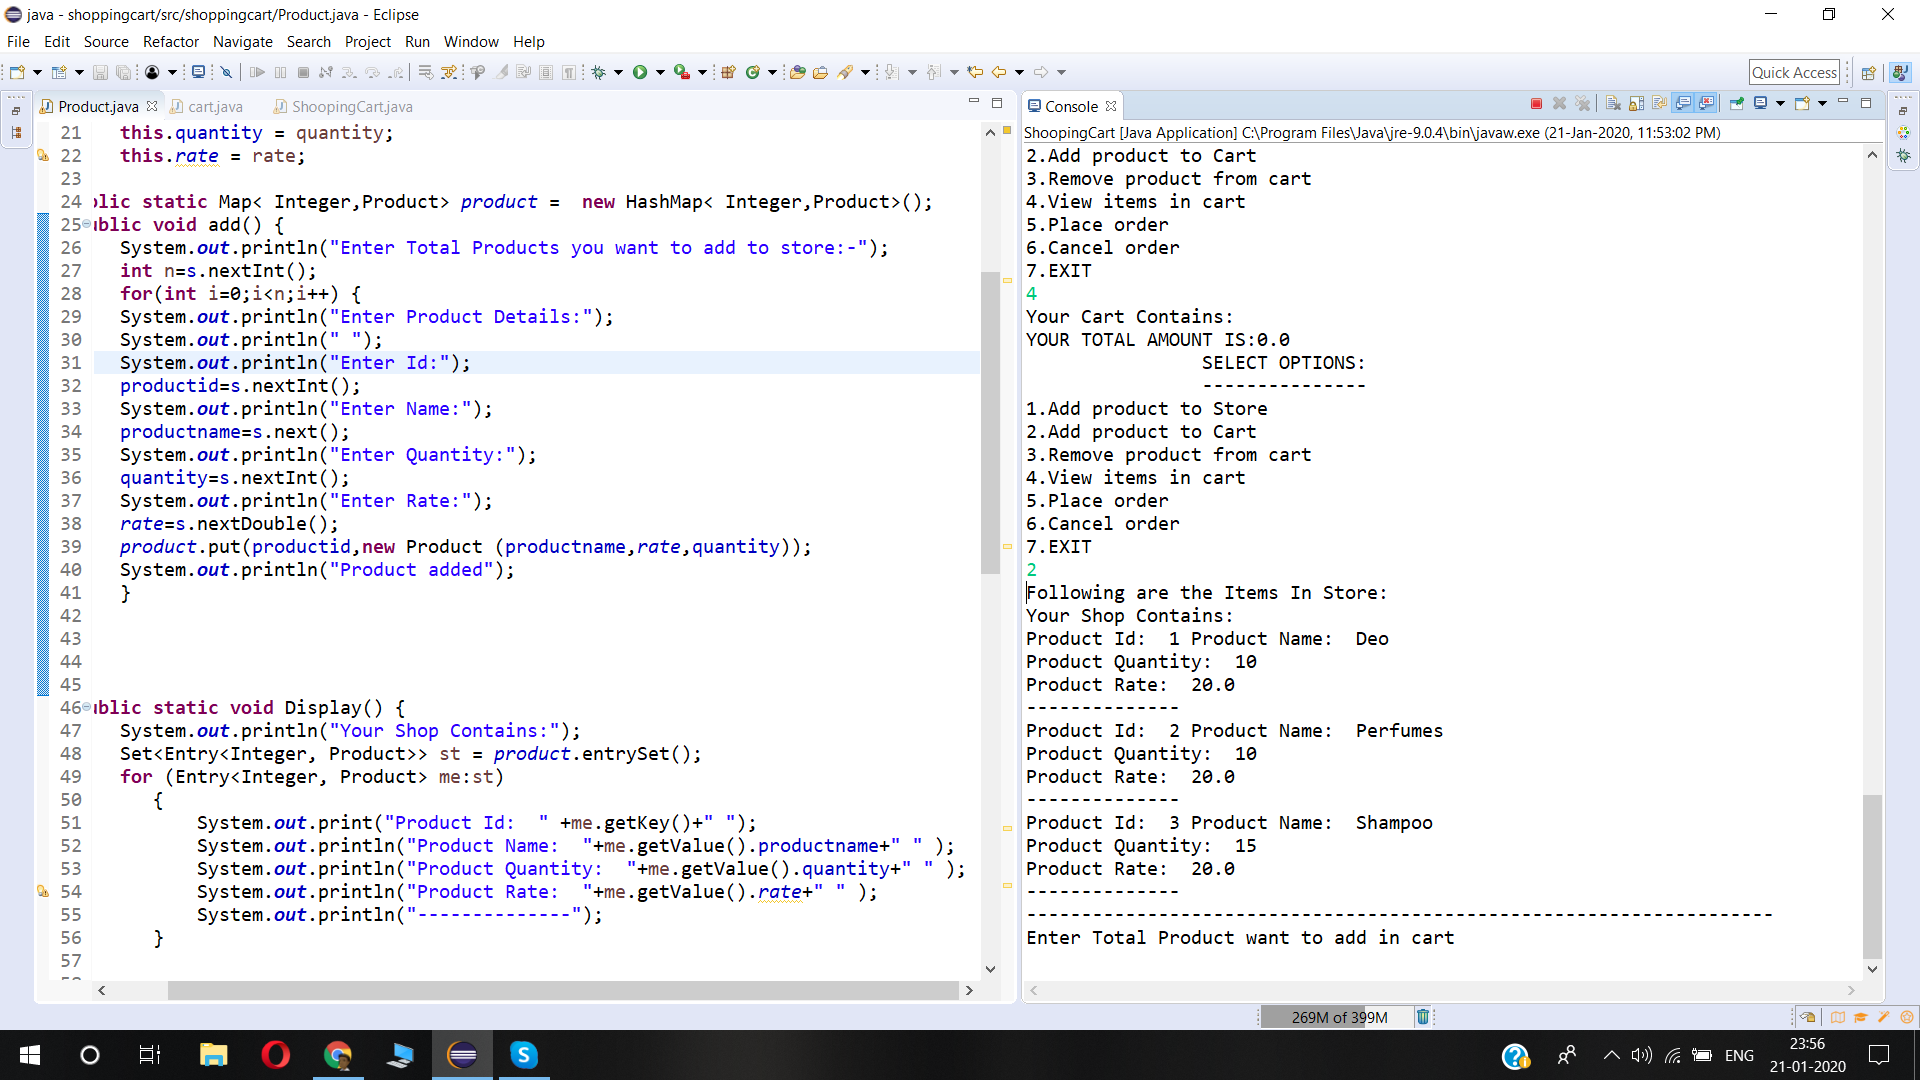 java - shoppingcart/src/shoppingcart/Product.java - Eclipse
File Edit Source Refactor Navigate Search Project Run Window Help
Quick Access
Product.java cart.java ShoopingCart.java
21 this.quantity = quantity;
22 this.rate = rate;
23
24 blic static Map< Integer,Product> product =  new HashMap< Integer,Product>();
25 ublic void add() {
26 System.out.println("Enter Total Products you want to add to store:-");
27 int n=s.nextInt();
28 for(int i=0;i<n;i++) {
29 System.out.println("Enter Product Details:");
30 System.out.println(" ");
31 System.out.println("Enter Id:");
32 productid=s.nextInt();
33 System.out.println("Enter Name:");
34 productname=s.next();
35 System.out.println("Enter Quantity:");
36 quantity=s.nextInt();
37 System.out.println("Enter Rate:");
38 rate=s.nextDouble();
39 product.put(productid,new Product (productname,rate,quantity));
40 System.out.println("Product added");
41 }
42
43
44
45
46 ublic static void Display() {
47 System.out.println("Your Shop Contains:");
48 Set<Entry<Integer, Product>> st = product.entrySet();
49 for (Entry<Integer, Product> me:st)
50 {
51 System.out.print("Product Id:  " +me.getKey()+" ");
52 System.out.println("Product Name:  "+me.getValue().productname+" " );
53 System.out.println("Product Quantity:  "+me.getValue().quantity+" " );
54 System.out.println("Product Rate:  "+me.getValue().rate+" " );
55 System.out.println("--------------");
56 }
57
Console
ShoopingCart [Java Application] C:\Program Files\Java\jre-9.0.4\bin\javaw.exe (21-Jan-2020, 11:53:02 PM)
2.Add product to Cart
3.Remove product from cart
4.View items in cart
5.Place order
6.Cancel order
7.EXIT
4
Your Cart Contains:
YOUR TOTAL AMOUNT IS:0.0
SELECT OPTIONS:
---------------
1.Add product to Store
2.Add product to Cart
3.Remove product from cart
4.View items in cart
5.Place order
6.Cancel order
7.EXIT
2
Following are the Items In Store:
Your Shop Contains:
Product Id:  1 Product Name:  Deo
Product Quantity:  10
Product Rate:  20.0
--------------
Product Id:  2 Product Name:  Perfumes
Product Quantity:  10
Product Rate:  20.0
--------------
Product Id:  3 Product Name:  Shampoo
Product Quantity:  15
Product Rate:  20.0
--------------
--------------------------------------------------------------------
Enter Total Product want to add in cart
269M of 399M
ENG
23:56
21-01-2020